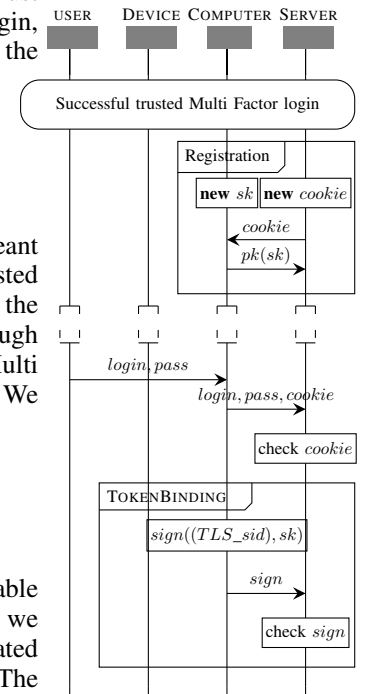 gin,
the
eant
sted
the
ugh
Multi
We
able
we
ated
The
USER DEVICE COMPUTER SERVER
Successful trusted Multi Factor login
Registration
new sk new cookie
cookie
pk(sk)
login, pass
login, pass, cookie
check cookie
TOKENBINDING
sign((TLS_sid), sk)
sign
check sign